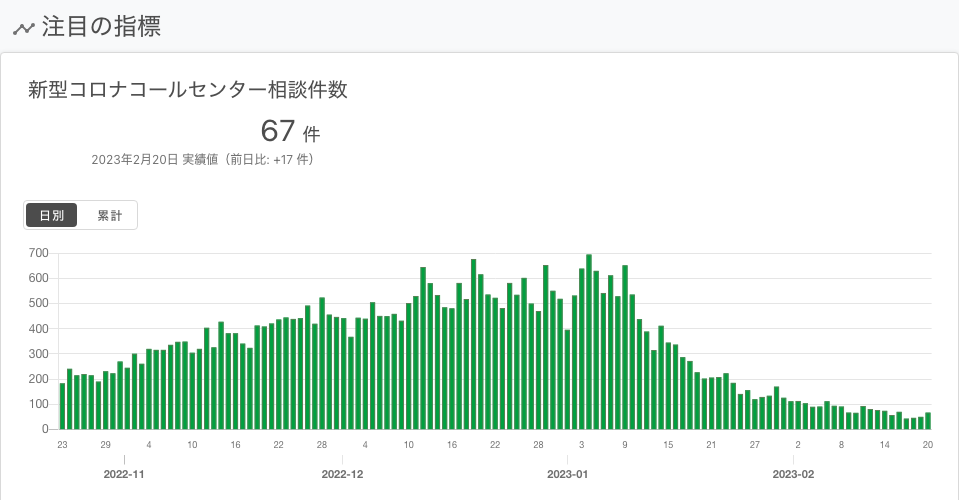 注目の指標
新型コロナコールセンター相談件数
67 件
2023年2月20日 実績値（前日比: +17 件）
日別 累計
700
600
500
400
300
200
100
0
23 29 4 10 16 22 28 4 10 16 22 28 3 9 15 21 27 2 8 14 20
2022-11 2022-12 2023-01 2023-02